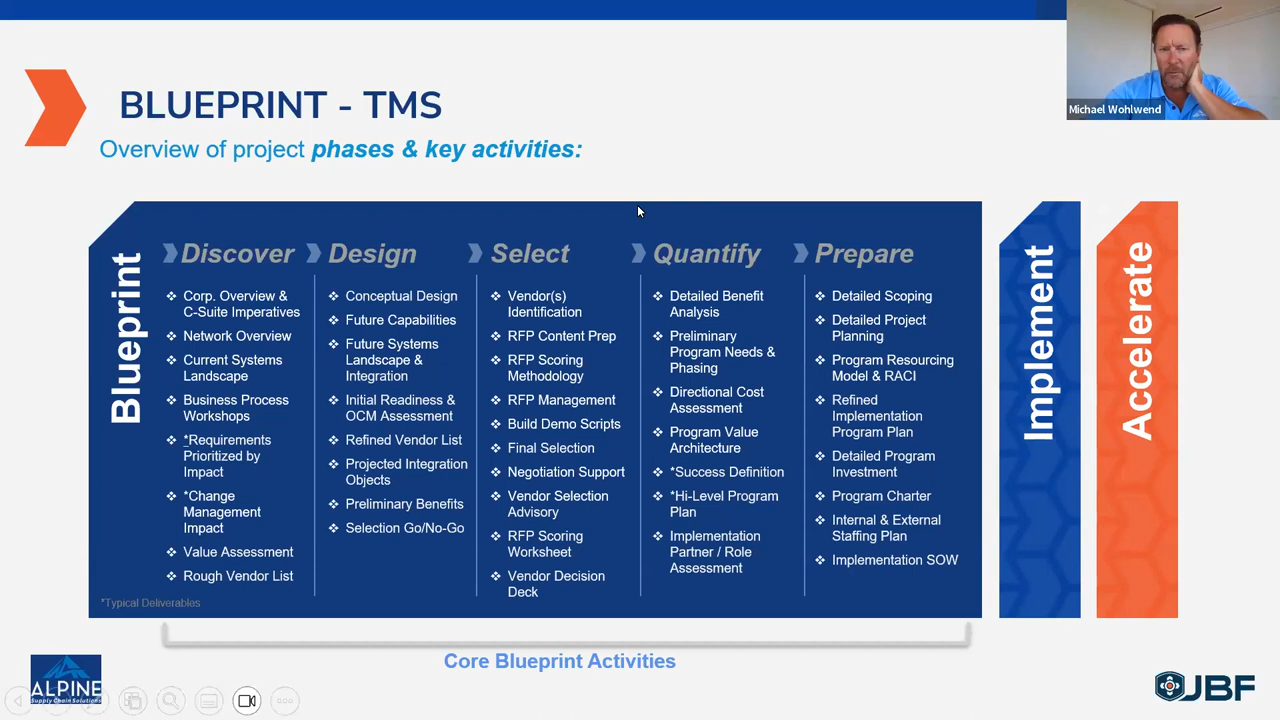 Michael Wohlwend
BLUEPRINT - TMS
Overview of project phases & key activities:
Blueprint
Discover
❖ Corp. Overview &
C-Suite Imperatives
❖ Network Overview
❖ Current Systems
Landscape
❖ Business Process
Workshops
❖ *Requirements
Prioritized by
Impact
❖ *Change
Management
Impact
❖ Value Assessment
❖ Rough Vendor List
*Typical Deliverables
Design
❖ Conceptual Design
❖ Future Capabilities
❖ Future Systems
Landscape &
Integration
❖ Initial Readiness &
OCM Assessment
❖ Refined Vendor List
❖ Projected Integration
Objects
❖ Preliminary Benefits
❖ Selection Go/No-Go
Select
❖ Vendor(s)
Identification
❖ RFP Content Prep
❖ RFP Scoring
Methodology
❖ RFP Management
❖ Build Demo Scripts
❖ Final Selection
❖ Negotiation Support
❖ Vendor Selection
Advisory
❖ RFP Scoring
Worksheet
❖ Vendor Decision
Deck
Quantify
❖ Detailed Benefit
Analysis
❖ Preliminary
Program Needs &
Phasing
❖ Directional Cost
Assessment
❖ Program Value
Architecture
❖ *Success Definition
❖ *Hi-Level Program
Plan
❖ Implementation
Partner / Role
Assessment
Prepare
❖ Detailed Scoping
❖ Detailed Project
Planning
❖ Program Resourcing
Model & RACI
❖ Refined
Implementation
Program Plan
❖ Detailed Program
Investment
❖ Program Charter
❖ Internal & External
Staffing Plan
❖ Implementation SOW
Implement
Accelerate
Core Blueprint Activities
ALPINE
Supply Chain Solutions
JBF